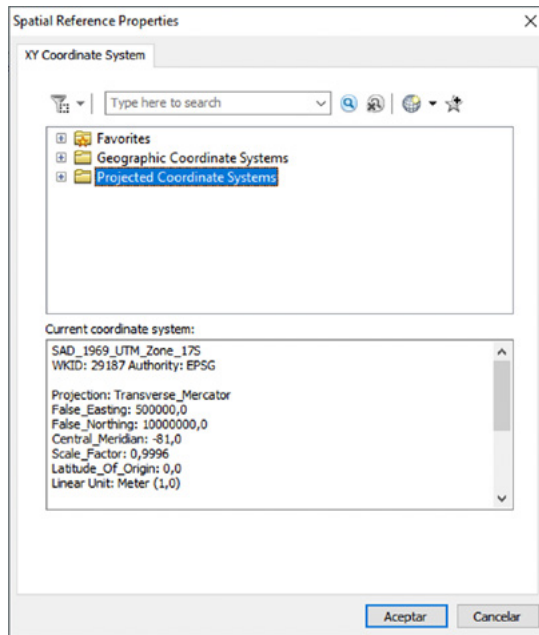 Spatial Reference Properties
XY Coordinate System
Type here to search
Favorites
Geographic Coordinate Systems
Projected Coordinate Systems
Current coordinate system:
SAD_1969_UTM_Zone_17S
WKID: 29187 Authority: EPSG
Projection: Transverse_Mercator
False_Easting: 500000,0
False_Northing: 10000000,0
Central_Meridian: -81,0
Scale_Factor: 0,9996
Latitude_Of_Origin: 0,0
Linear Unit: Meter (1,0)
Aceptar Cancelar